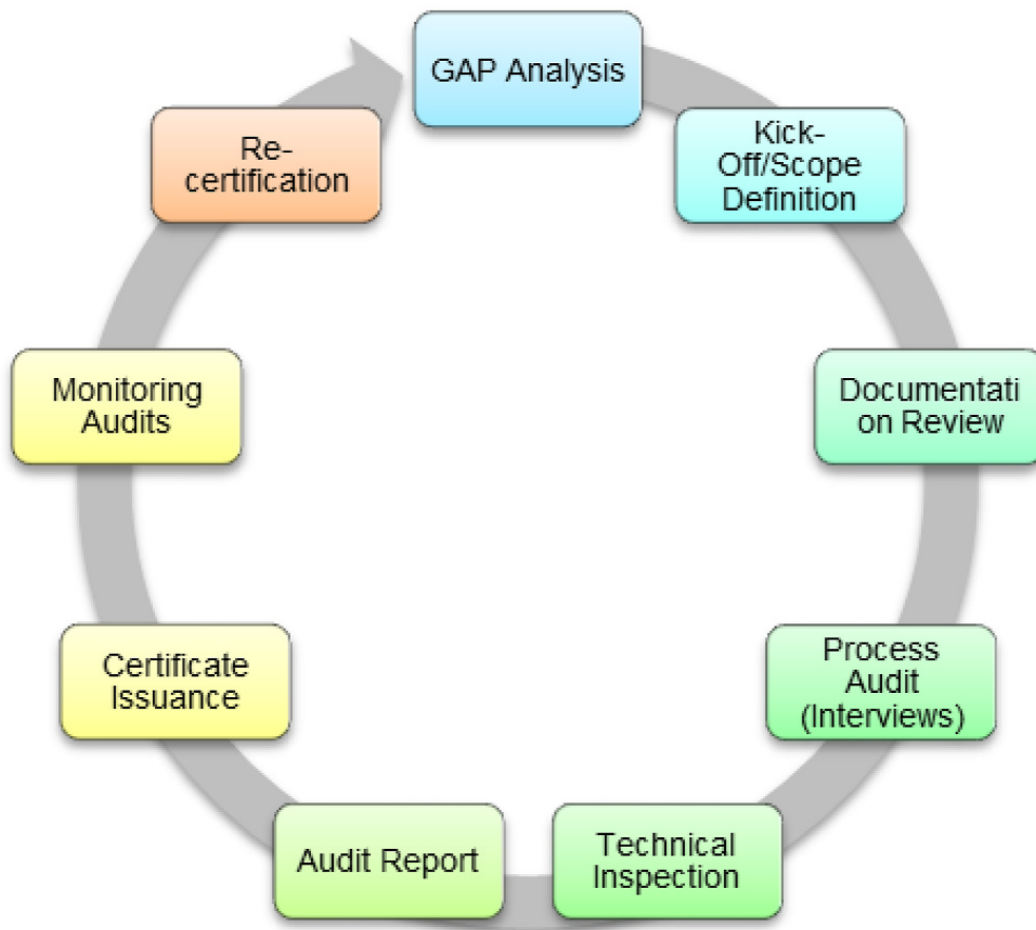 GAP Analysis
Kick-
Off/Scope
Definition
Documentati
on Review
Process
Audit
(Interviews)
Technical
Inspection
Audit Report
Certificate
Issuance
Monitoring
Audits
Re-
certification